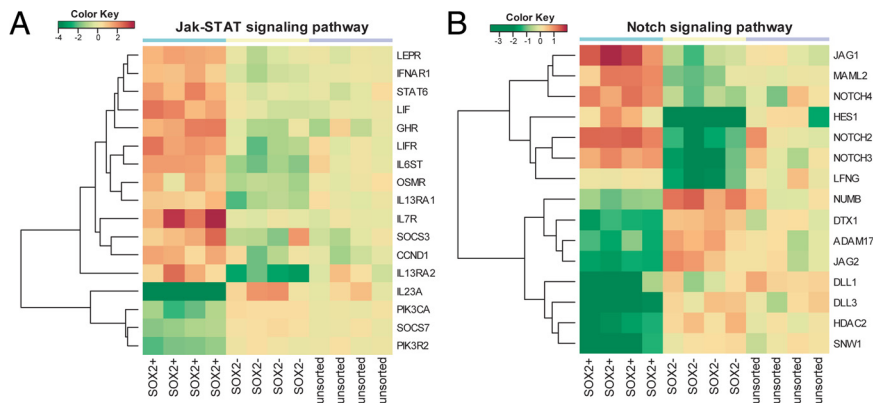 A
Color Key
-4 -2 0 2
Jak-STAT signaling pathway
LEPR
IFNAR1
STAT6
LIF
GHR
LIFR
IL6ST
OSMR
IL13RA1
IL7R
SOCS3
CCND1
IL13RA2
IL23A
PIK3CA
SOCS7
PIK3R2
SOX2+
SOX2+
SOX2+
SOX2+
SOX2-
SOX2-
SOX2-
SOX2-
unsorted
unsorted
unsorted
unsorted
B
Color Key
-2 -1 0 1
Notch signaling pathway
JAG1
MAML2
NOTCH4
HES1
NOTCH2
NOTCH3
LFNG
NUMB
DTX1
ADAM17
JAG2
DLL1
DLL3
HDAC2
SNW1
SOX2+
SOX2+
SOX2+
SOX2+
SOX2-
SOX2-
SOX2-
SOX2-
unsorted
unsorted
unsorted
unsorted